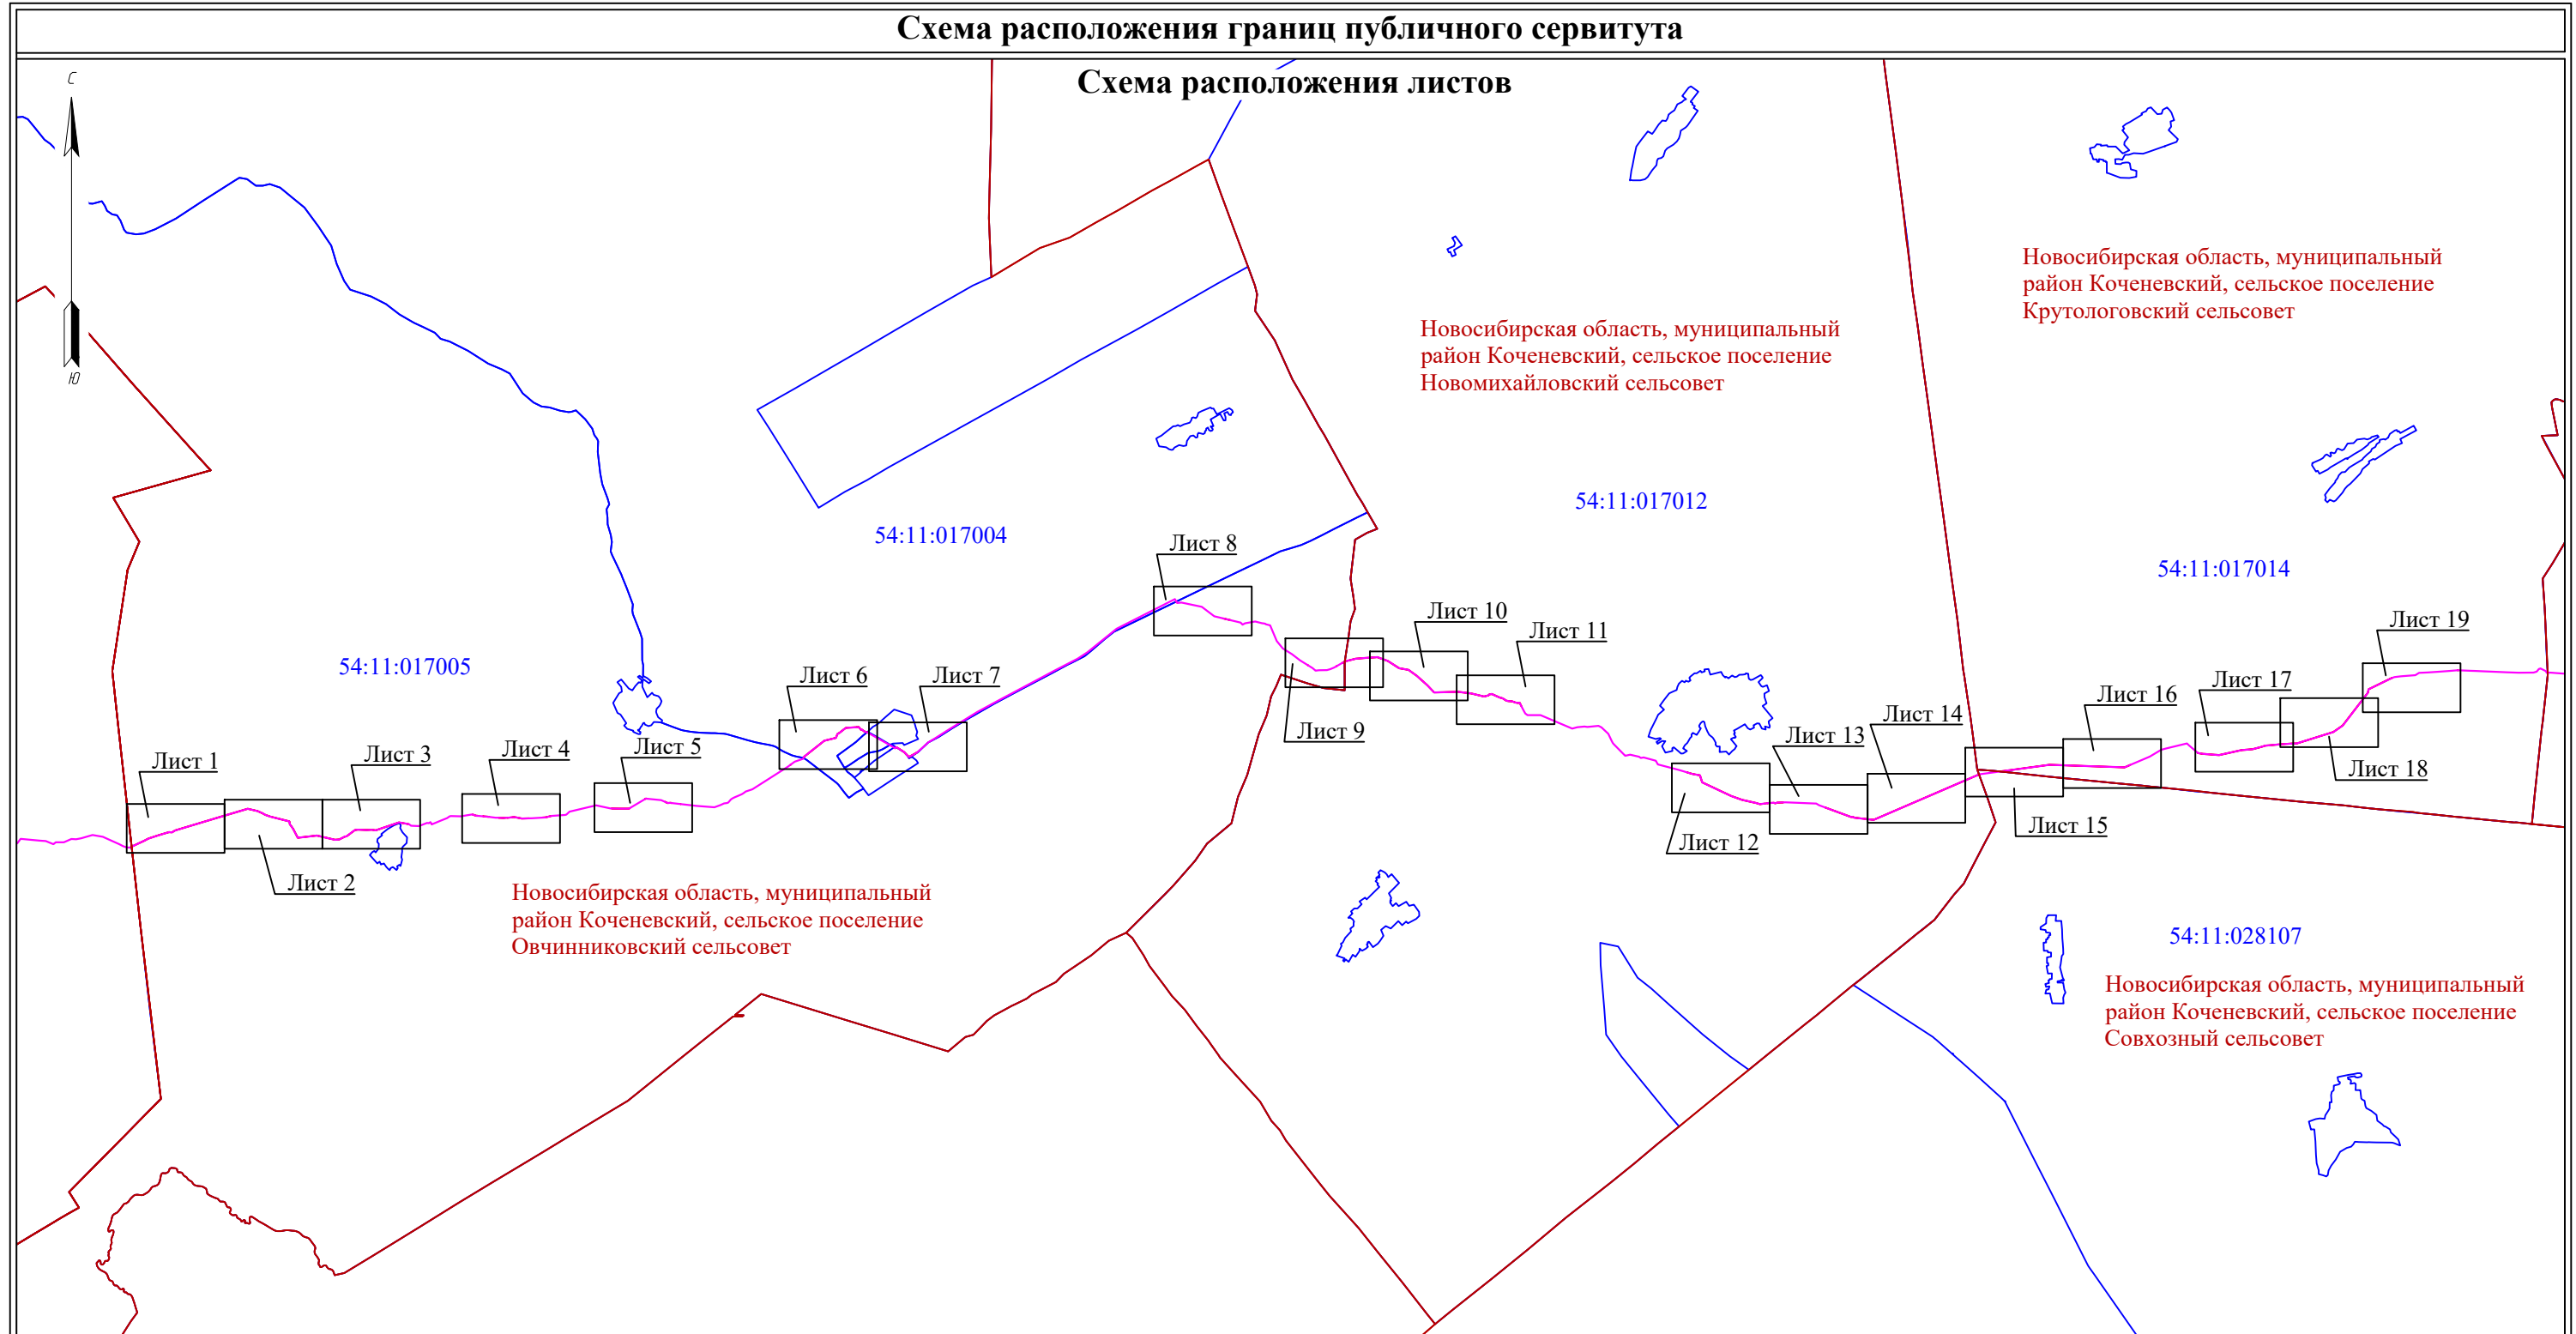 Схема расположения границ публичного сервитута
Схема расположения листов
С
Ю
Новосибирская область, муниципальный
район Коченевский, сельское поселение
Крутологовский сельсовет
Новосибирская область, муниципальный
район Коченевский, сельское поселение
Новомихайловский сельсовет
54:11:017012
54:11:017004
54:11:017014
54:11:017005
Лист 8
Лист 10
Лист 11
Лист 19
Лист 6
Лист 7
Лист 17
Лист 16
Лист 14
Лист 9
Лист 13
Лист 5
Лист 4
Лист 3
Лист 1
Лист 18
Лист 15
Лист 12
Лист 2
Новосибирская область, муниципальный
район Коченевский, сельское поселение
Овчинниковский сельсовет
54:11:028107
Новосибирская область, муниципальный
район Коченевский, сельское поселение
Совхозный сельсовет